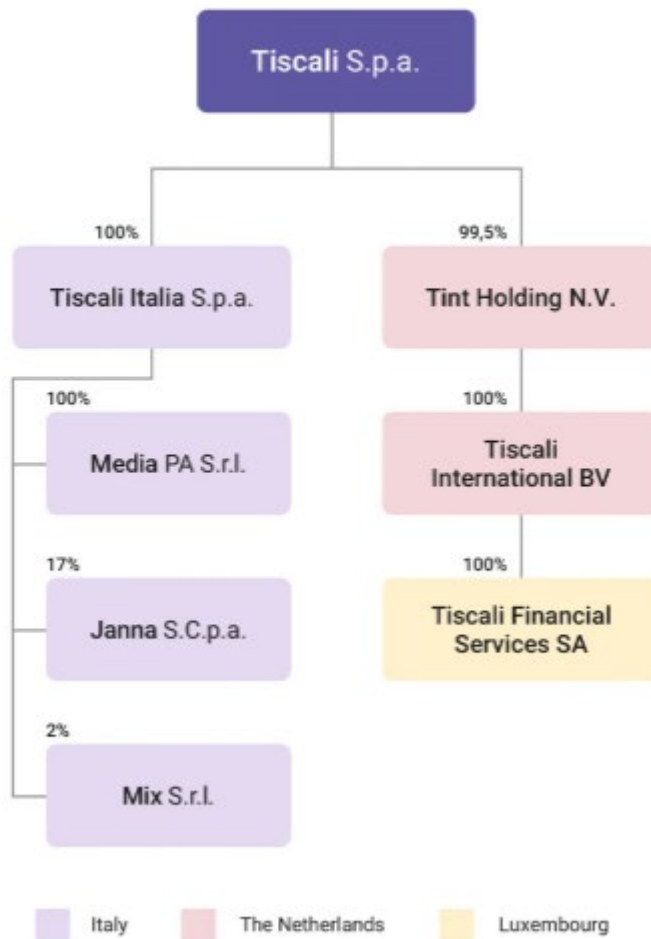 Tiscali S.p.a.
100%
99,5%
Tiscali Italia S.p.a.
Tint Holding N.V.
100%
100%
Media PA S.r.l.
Tiscali
International BV
17%
100%
Janna S.C.p.a.
Tiscali Financial
Services SA
2%
Mix S.r.l.
Italy
The Netherlands
Luxembourg